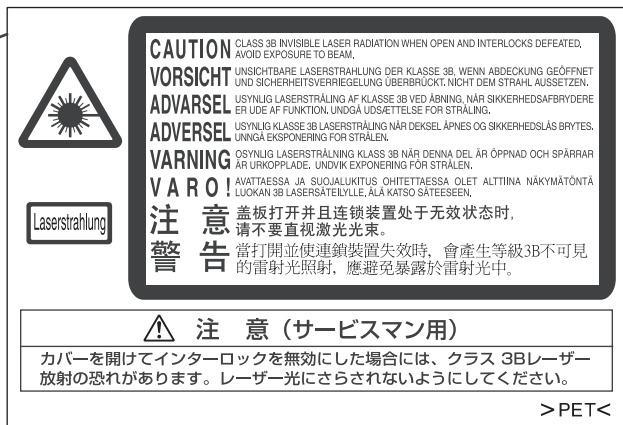 CAUTION CLASS 3B INVISIBLE LASER RADIATION WHEN OPEN AND INTERLOCKS DEFEATED.
AVOID EXPOSURE TO BEAM.
VORSICHT UNSICHTBARE LASERSTRAHLUNG DER KLASSE 3B, WENN ABDECKUNG GEÖFFNET
UND SICHERHEITSVERRIEGELUNG ÜBERBRÜCKT. NICHT DEM STRAHL AUSSETZEN.
ADVARSEL USYNLIG LASERSTRÅLING AF KLASSE 3B VED ÅBNING, NÅR SIKKERHEDSAFBRYDERE
ER UDE AF FUNKTION. UNDGÅ UDSÆTTELSE FOR STRÅLING.
ADVERSEL USYNLIG KLASSE 3B LASERSTRÅLING NÅR DEKSEL ÅPNES OG SIKKERHEDSLÅS BRYTES.
UNNGÅ EKSPONERING FOR STRÅLEN.
VARNING OSYNLIG LASERSTRÅLNING KLASS 3B NÄR DENNA DEL ÄR ÖPPNAD OCH SPÄRRAR
ÄR URKOPPLADE. UNDVIK EXPONERING FÖR STRÅLEN.
VARO! AVATTAESSA JA SUOJALUKITUS OHITETTAESSA OLET ALTTIINA NÄKYMÄTÖNTÄ
LUOKAN 3B LASERSÄTEILYLLE, ÄLÄ KATSO SÄTEESEEN.
注 意 盖板打开并且连锁装置处于无效状态时,
请不要直视激光光束。
警 告 當打開並使連鎖裝置失效時，會產生等級3B不可見
的雷射光照射，應避免暴露於雷射光中。
Laserstrahlung
注 意（サービスマン用）
カバーを開けてインターロックを無効にした場合には、クラス 3Bレーザー
放射の恐れがあります。レーザー光にさらされないようにしてください。
>PET<